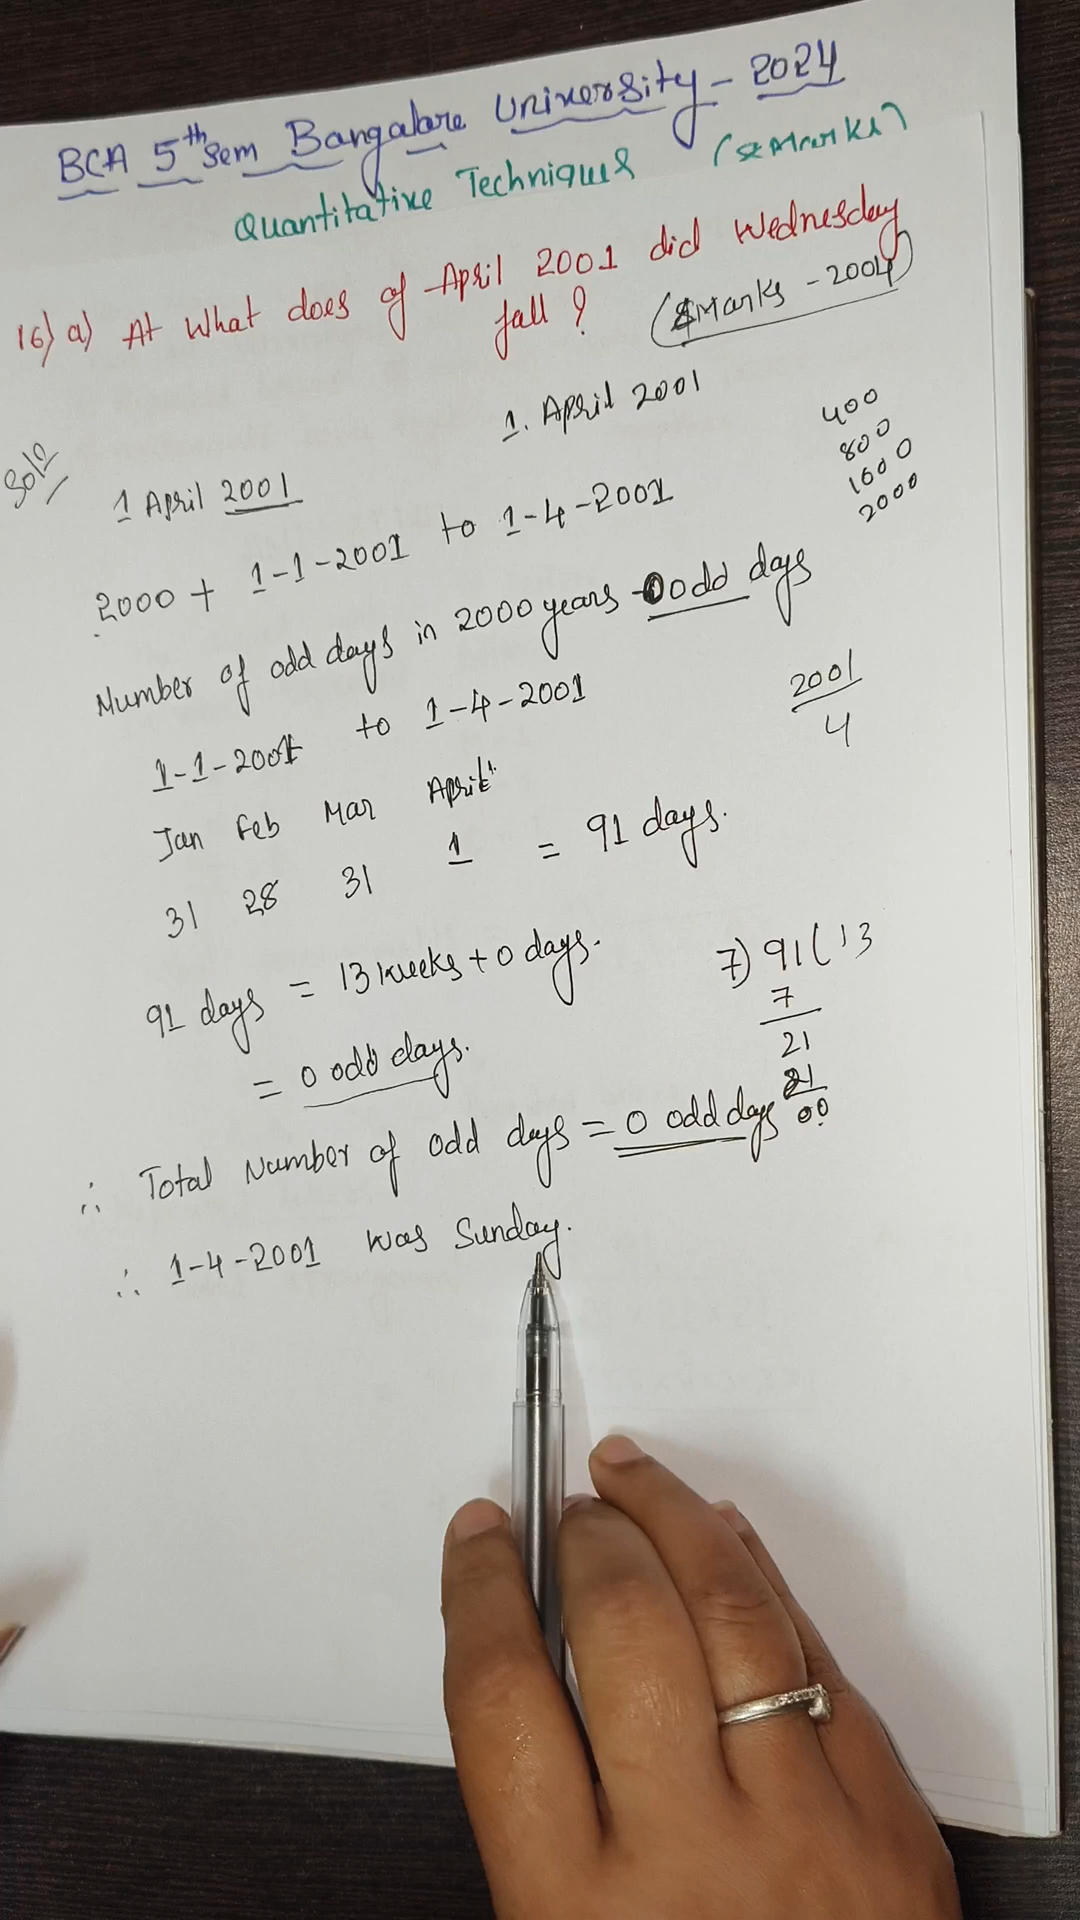 BCA 5th Sem Bangalore University - 2024
Quantitative Techniques (2 Marks)
16) a) At What does of April 2001 did Wednesday
fall ? (8 Marks - 2004)
1. April 2001
400
800
1600
2000
Soln
1 April 2001
2000 + 1-1-2001 to 1-4-2001
Number of odd days in 2000 years - 0 odd days
1-1-2001 to 1-4-2001
2001
4
Jan Feb Mar April
31 28 31 1 = 91 days.
91 days = 13 weeks + 0 days.
7) 91 ( 13
7
21
21
00
= 0 odd days.
∴ Total Number of odd days = 0 odd days
∴ 1-4-2001 was Sunday.